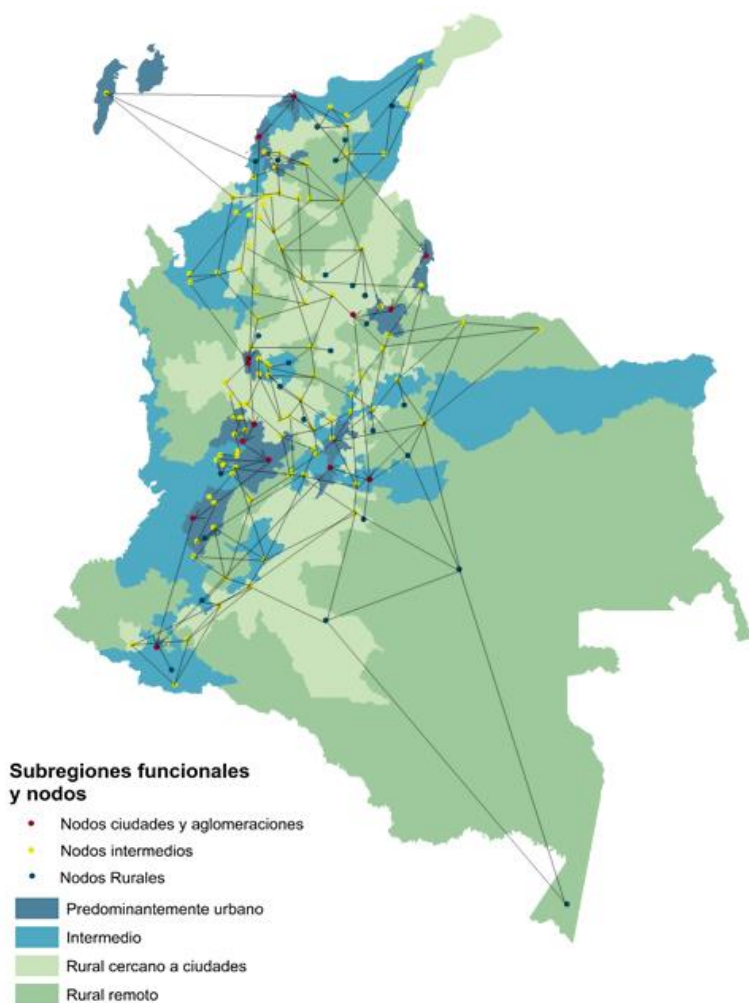 Subregiones funcionales
y nodos
Nodos ciudades y aglomeraciones
Nodos intermedios
Nodos Rurales
Predominantemente urbano
Intermedio
Rural cercano a ciudades
Rural remoto